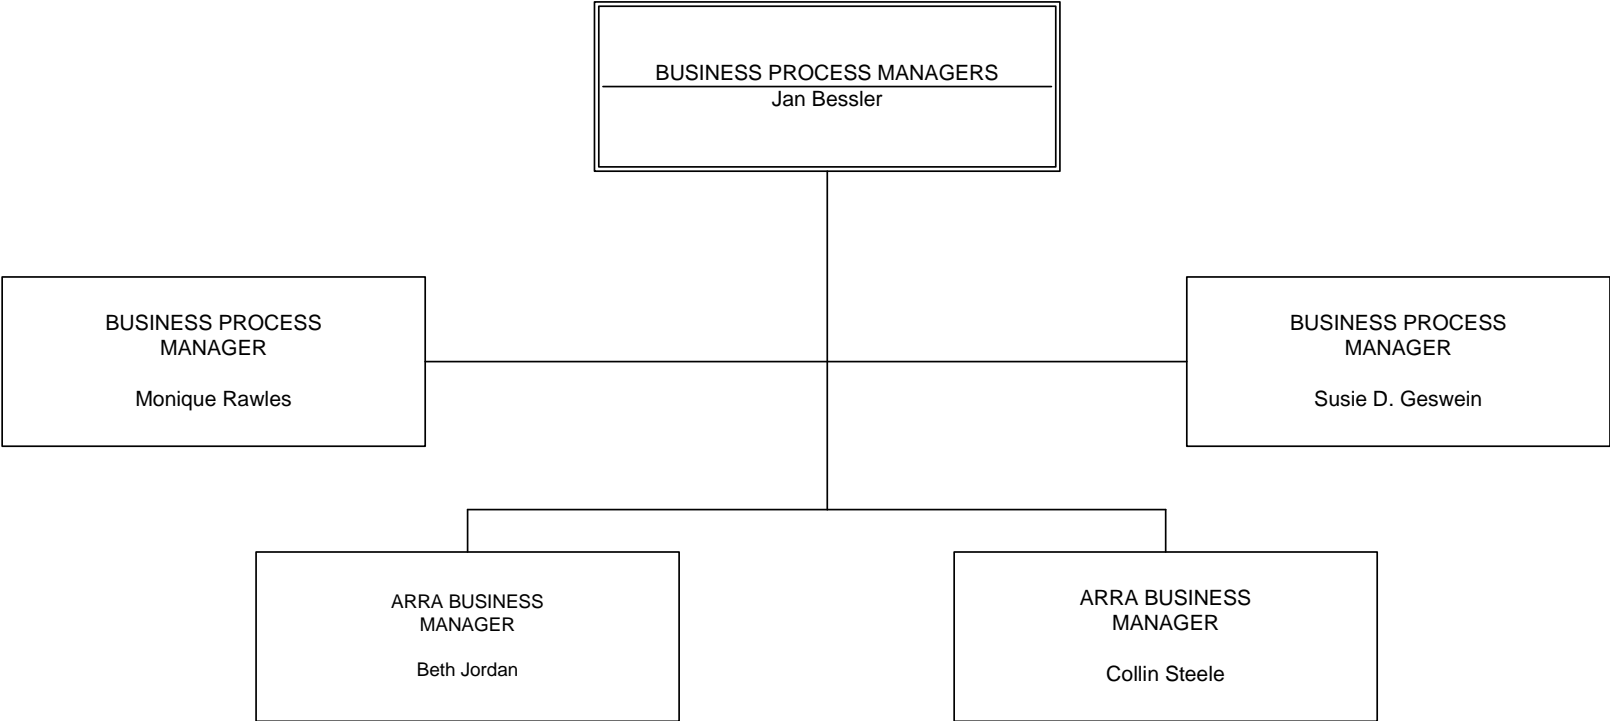 BUSINESS PROCESS MANAGERS
Jan Bessler
BUSINESS PROCESS
MANAGER
Monique Rawles
BUSINESS PROCESS
MANAGER
Susie D. Geswein
ARRA BUSINESS
MANAGER
Beth Jordan
ARRA BUSINESS
MANAGER
Collin Steele